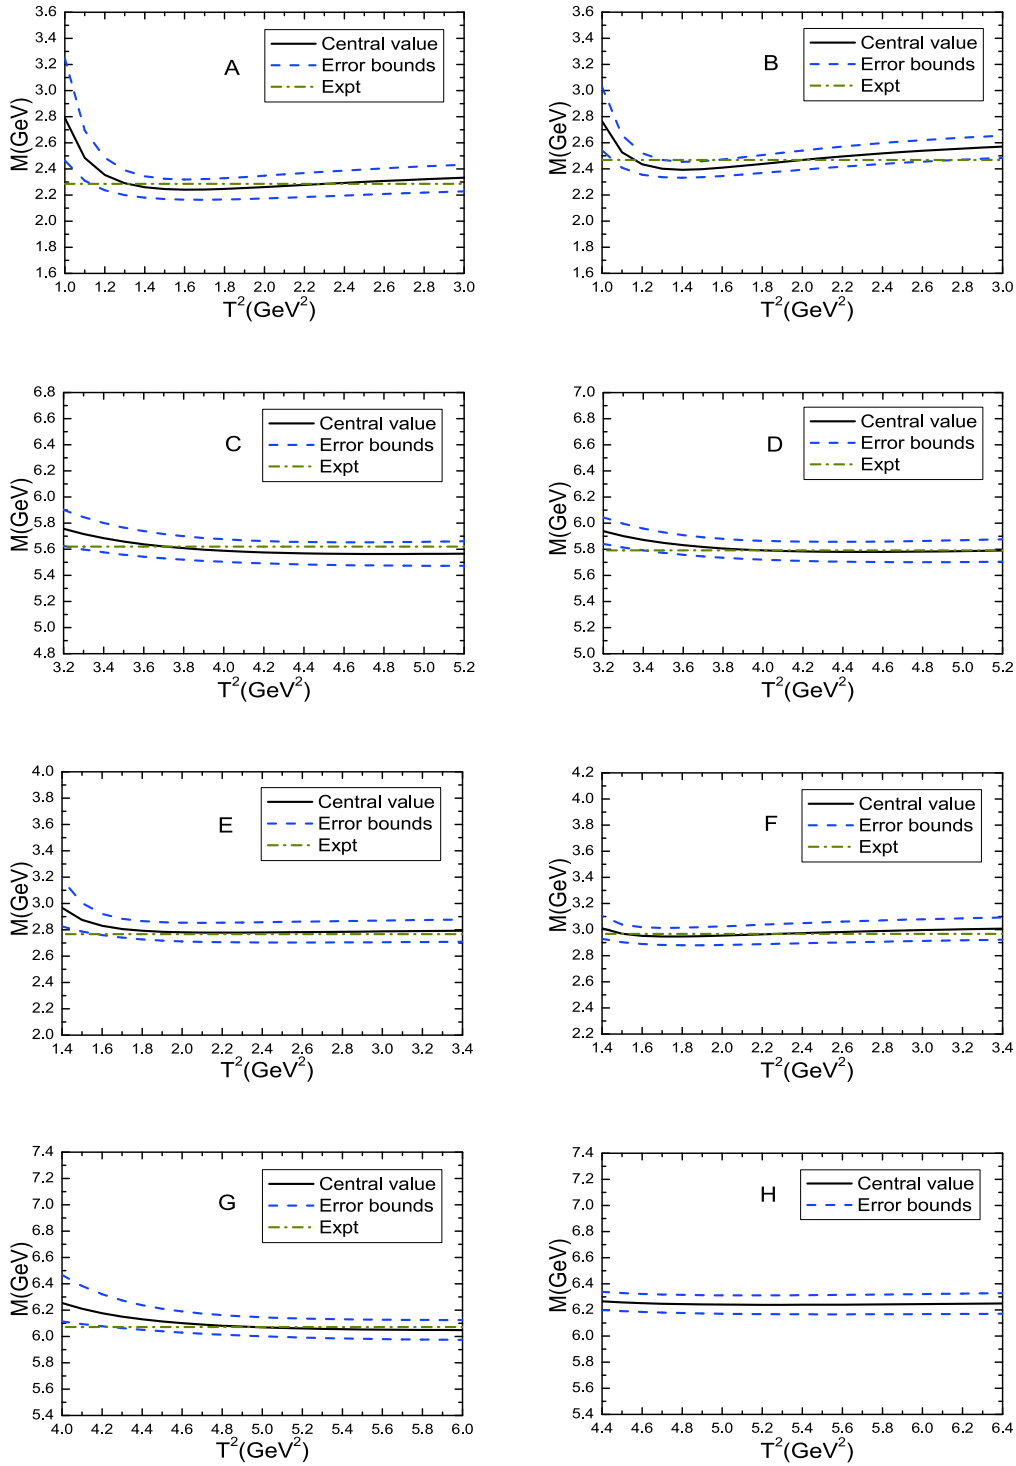 3.6
3.4
3.2
3.0
2.8
2.6
2.4
2.2
2.0
1.8
1.6
M(GeV)
A
Central value
Error bounds
Expt
1.0 1.2 1.4 1.6 1.8 2.0 2.2 2.4 2.6 2.8 3.0
T²(GeV²)
3.6
3.4
3.2
3.0
2.8
2.6
2.4
2.2
2.0
1.8
1.6
M(GeV)
B
Central value
Error bounds
Expt
1.0 1.2 1.4 1.6 1.8 2.0 2.2 2.4 2.6 2.8 3.0
T²(GeV²)
6.8
6.6
6.4
6.2
6.0
5.8
5.6
5.4
5.2
5.0
4.8
M(GeV)
C
Central value
Error bounds
Expt
3.2 3.4 3.6 3.8 4.0 4.2 4.4 4.6 4.8 5.0 5.2
T²(GeV²)
7.0
6.8
6.6
6.4
6.2
6.0
5.8
5.6
5.4
5.2
5.0
M(GeV)
D
Central value
Error bounds
Expt
3.2 3.4 3.6 3.8 4.0 4.2 4.4 4.6 4.8 5.0 5.2
T²(GeV²)
4.0
3.8
3.6
3.4
3.2
3.0
2.8
2.6
2.4
2.2
2.0
M(GeV)
E
Central value
Error bounds
Expt
1.4 1.6 1.8 2.0 2.2 2.4 2.6 2.8 3.0 3.2 3.4
T²(GeV²)
4.2
4.0
3.8
3.6
3.4
3.2
3.0
2.8
2.6
2.4
2.2
M(GeV)
F
Central value
Error bounds
Expt
1.4 1.6 1.8 2.0 2.2 2.4 2.6 2.8 3.0 3.2 3.4
T²(GeV²)
7.4
7.2
7.0
6.8
6.6
6.4
6.2
6.0
5.8
5.6
5.4
M(GeV)
G
Central value
Error bounds
Expt
4.0 4.2 4.4 4.6 4.8 5.0 5.2 5.4 5.6 5.8 6.0
T²(GeV²)
7.4
7.2
7.0
6.8
6.6
6.4
6.2
6.0
5.8
5.6
5.4
M(GeV)
H
Central value
Error bounds
4.4 4.6 4.8 5.0 5.2 5.4 5.6 5.8 6.0 6.2 6.4
T²(GeV²)